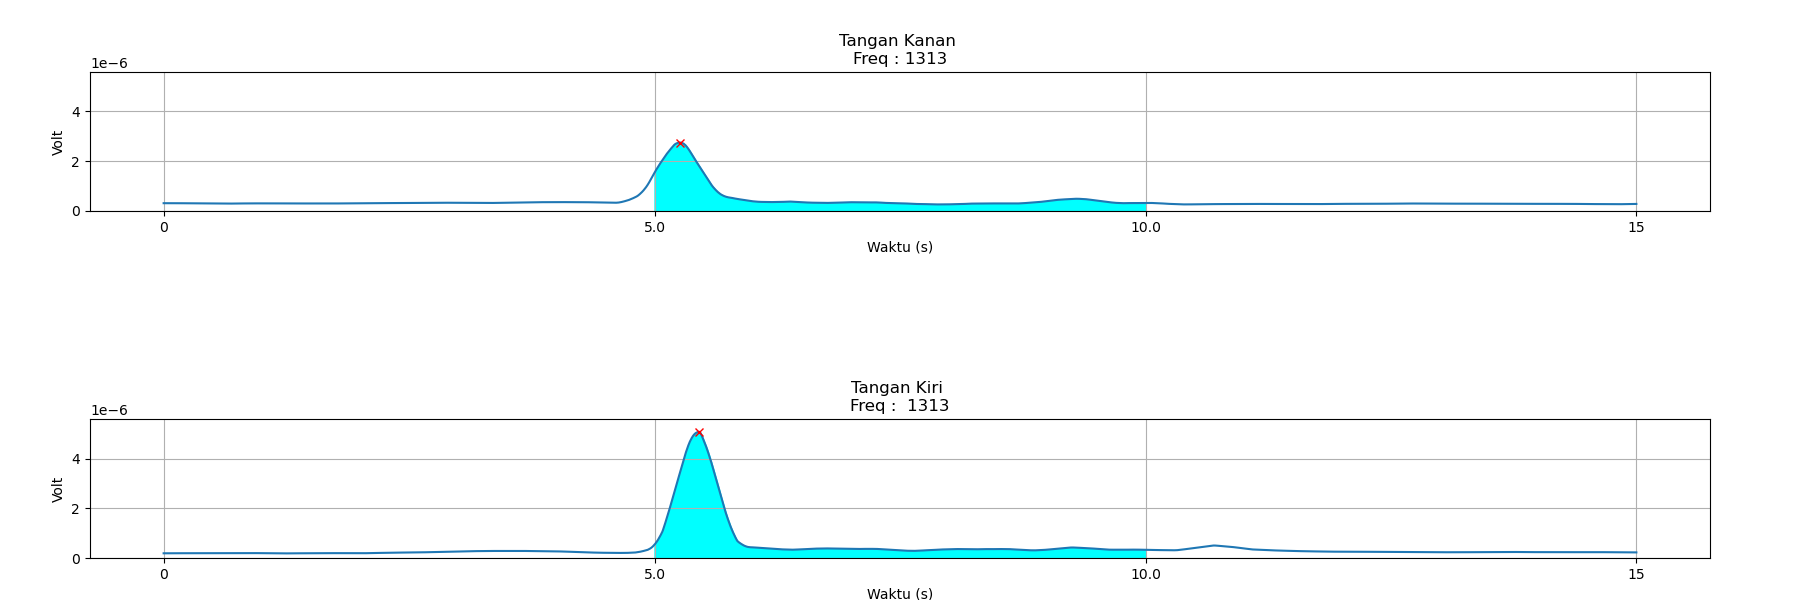 Tangan Kanan
Freq : 1313
1e−6
4
2
0
Volt
0 5.0 10.0 15
Waktu (s)
Tangan Kiri
Freq :  1313
1e−6
4
2
0
Volt
0 5.0 10.0 15
Waktu (s)